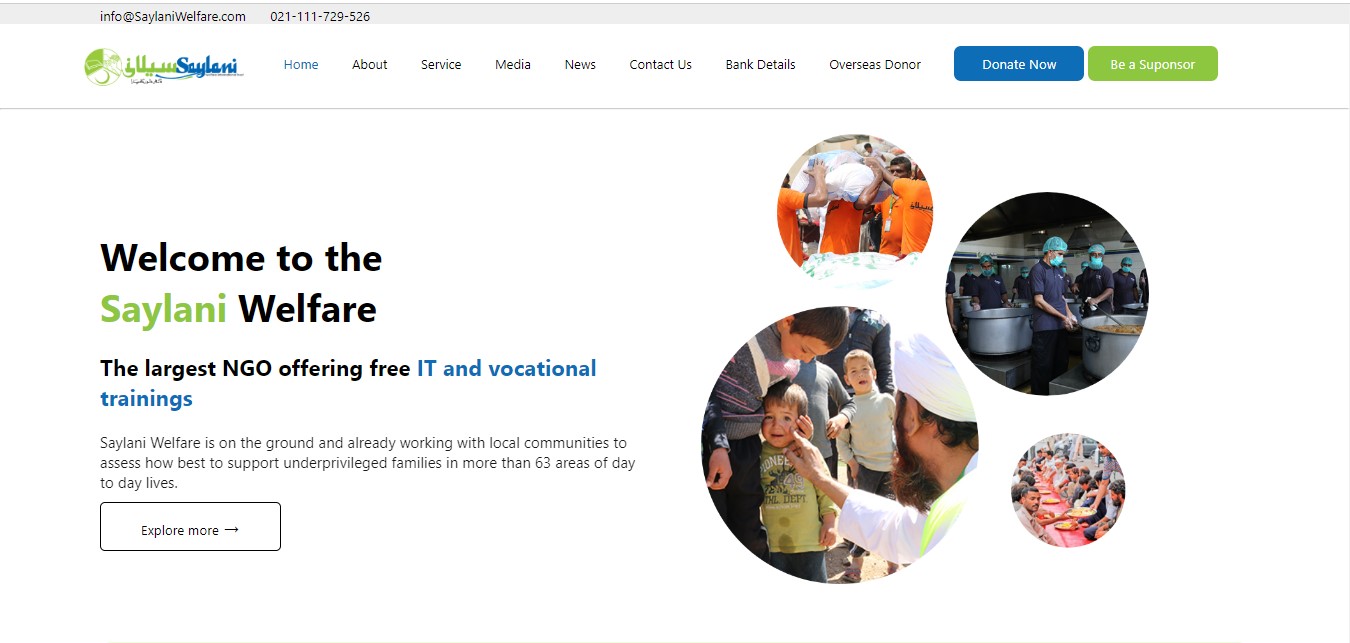 info@SaylaniWelfare.com 021-111-729-526
سیلانی Saylani Home About Service Media News Contact Us Bank Details Overseas Donor Donate Now Be a Suponsor
Welcome to the
Saylani Welfare
The largest NGO offering free IT and vocational
trainings
Saylani Welfare is on the ground and already working with local communities to
assess how best to support underprivileged families in more than 63 areas of day
to day lives.
Explore more →
سیلانی
PIONEER
DEPT.